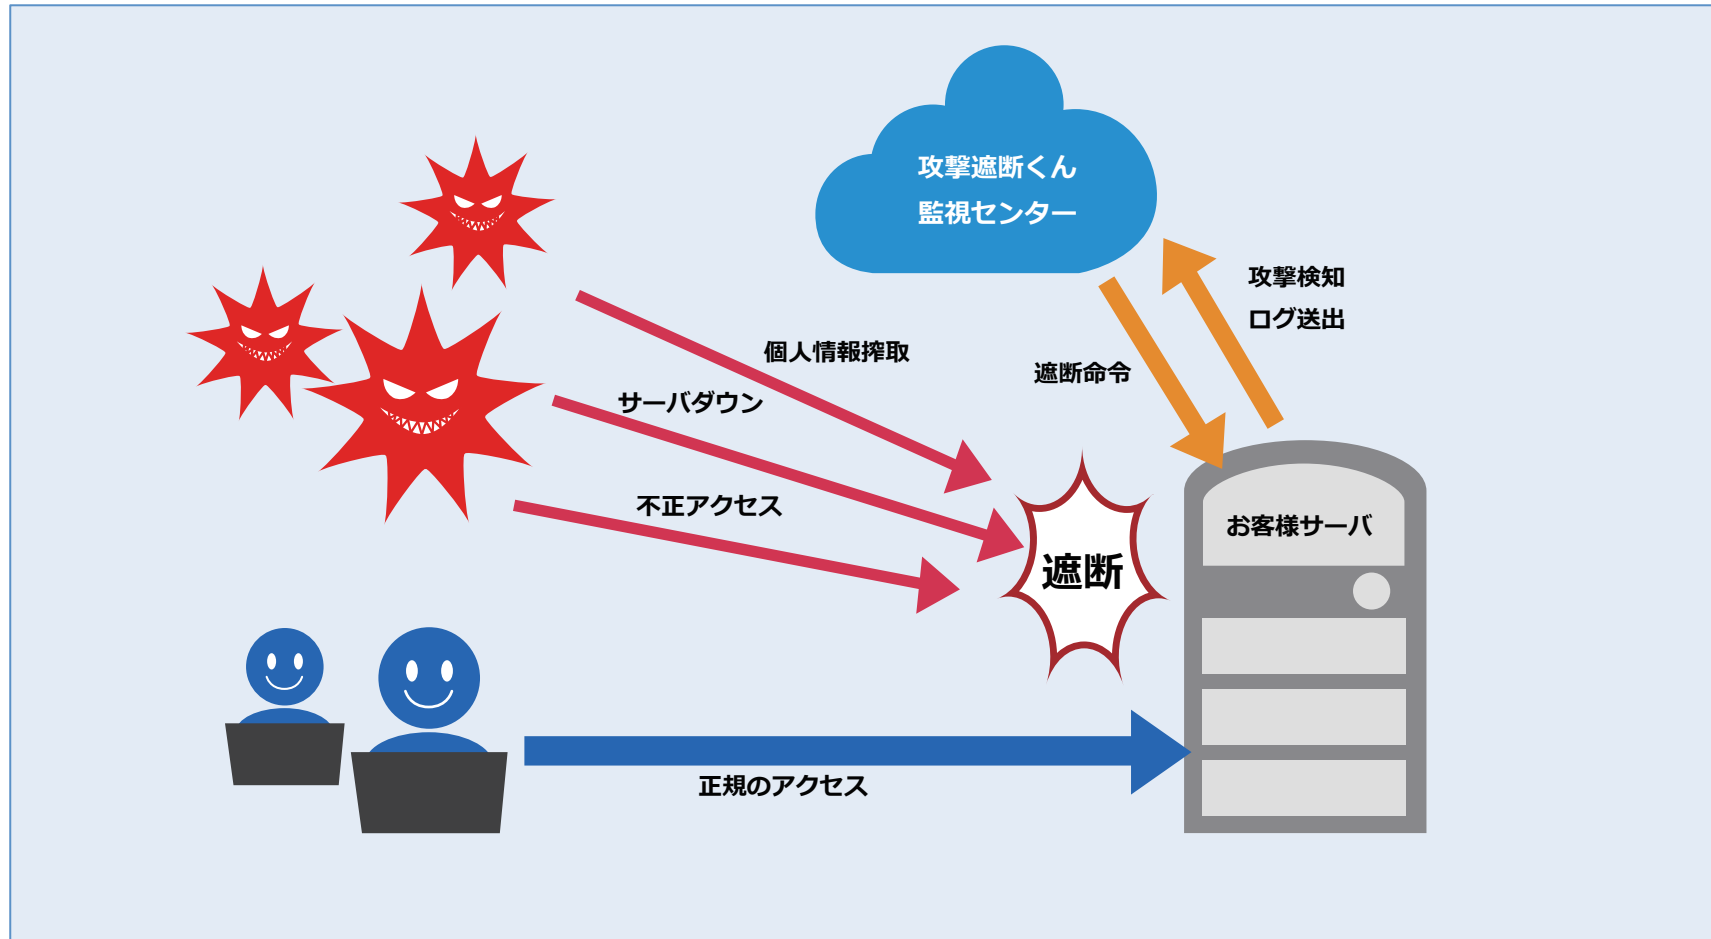 攻撃遮断くん
監視センター
攻撃検知
ログ送出
遮断命令
個人情報搾取
サーバダウン
不正アクセス
遮断
お客様サーバ
正規のアクセス